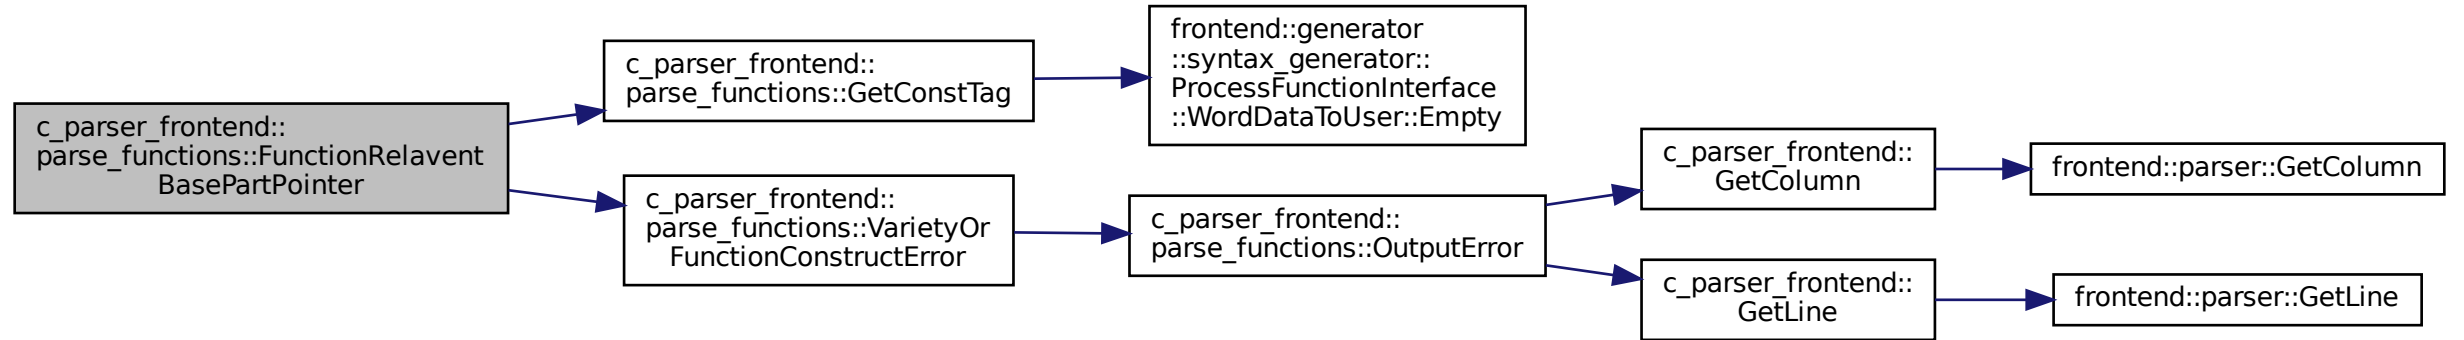 c_parser_frontend::
parse_functions::FunctionRelavent
BasePartPointer
c_parser_frontend::
parse_functions::GetConstTag
frontend::generator
::syntax_generator::
ProcessFunctionInterface
::WordDataToUser::Empty
c_parser_frontend::
parse_functions::VarietyOr
FunctionConstructError
c_parser_frontend::
parse_functions::OutputError
c_parser_frontend::
GetColumn
frontend::parser::GetColumn
c_parser_frontend::
GetLine
frontend::parser::GetLine